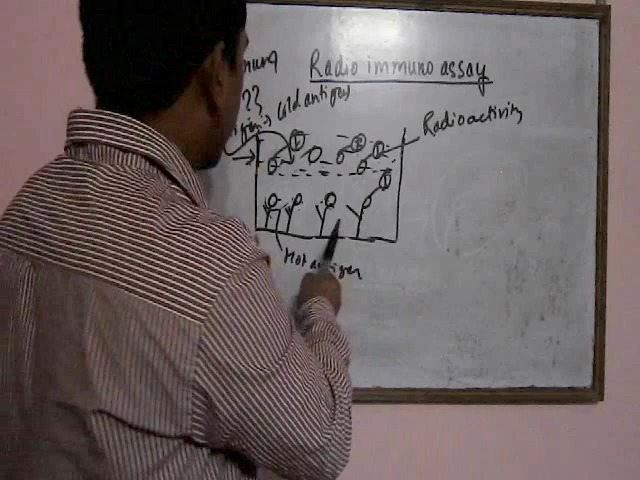 Radio immuno assay
??
cold antigen
Radioactivity
Hot antigen